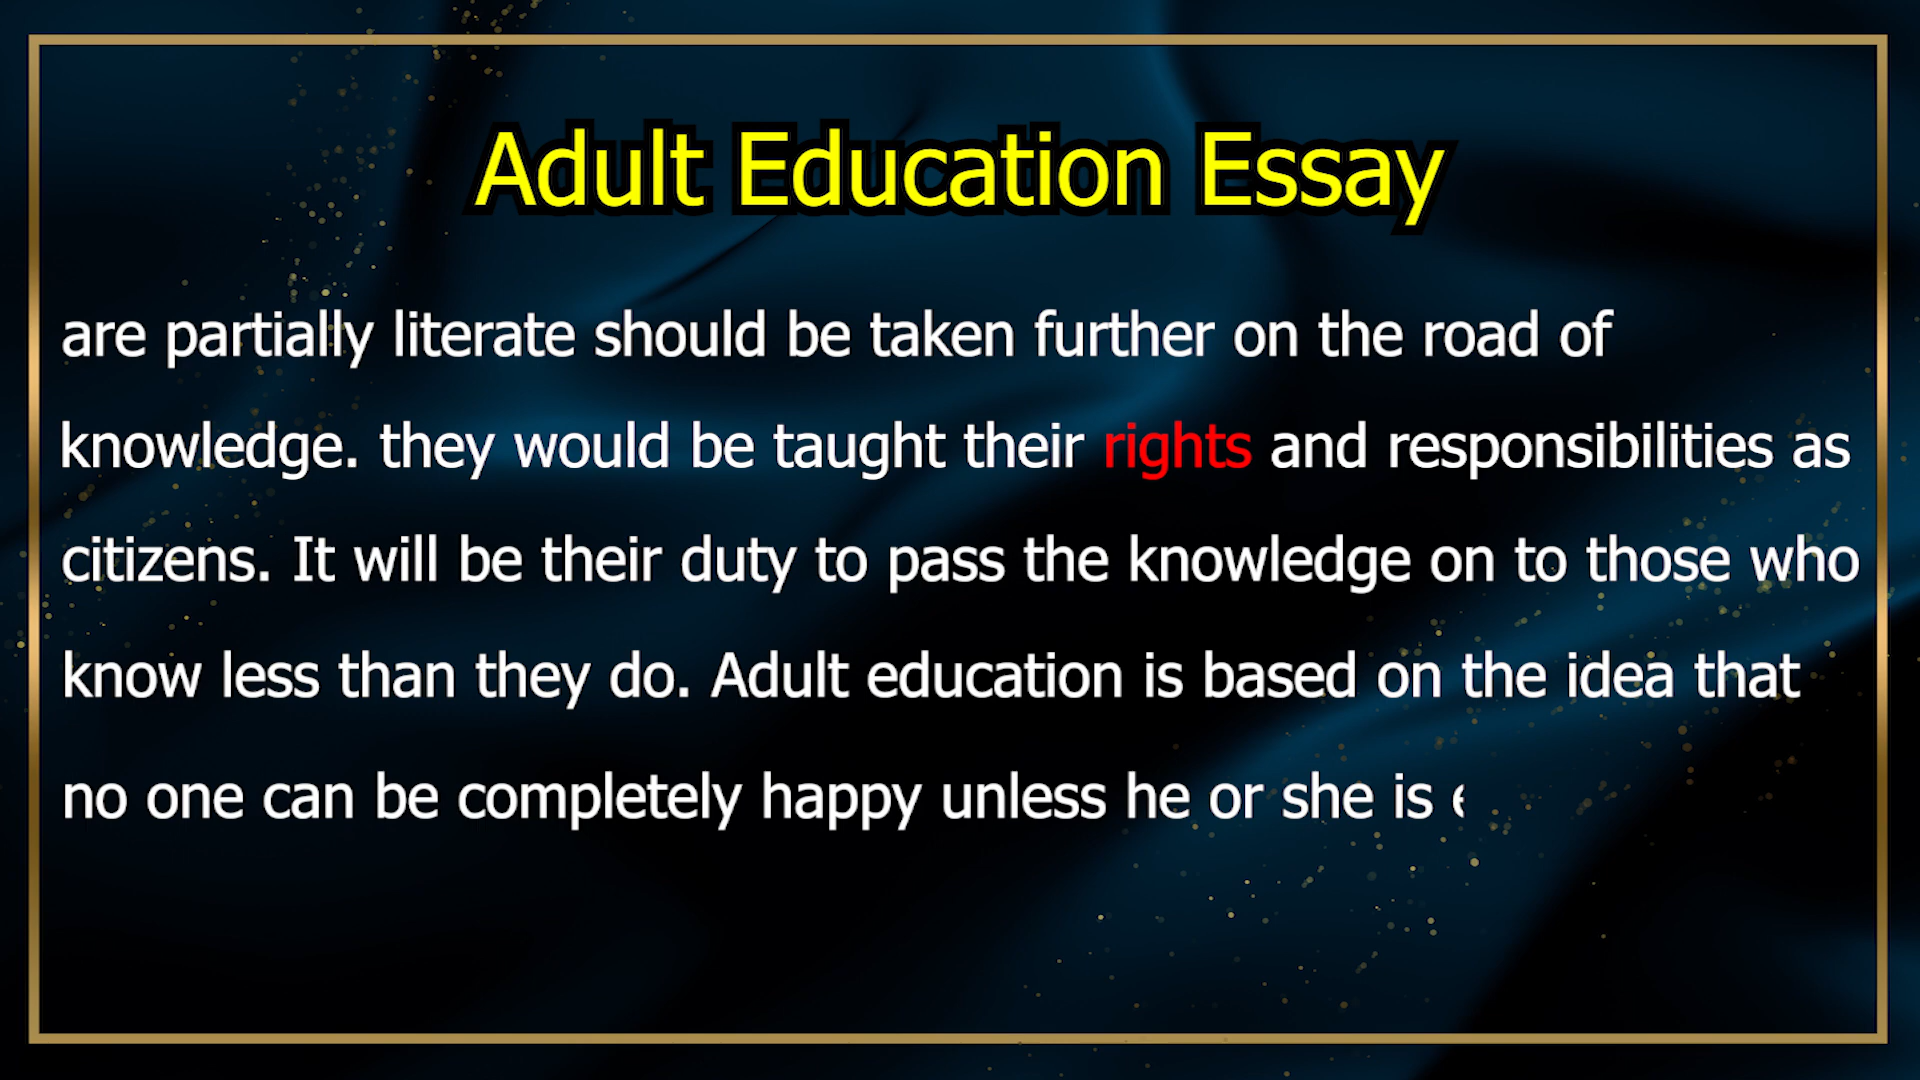 Adult Education Essay
are partially literate should be taken further on the road of
knowledge. they would be taught their rights and responsibilities as
citizens. It will be their duty to pass the knowledge on to those who
know less than they do. Adult education is based on the idea that
no one can be completely happy unless he or she is